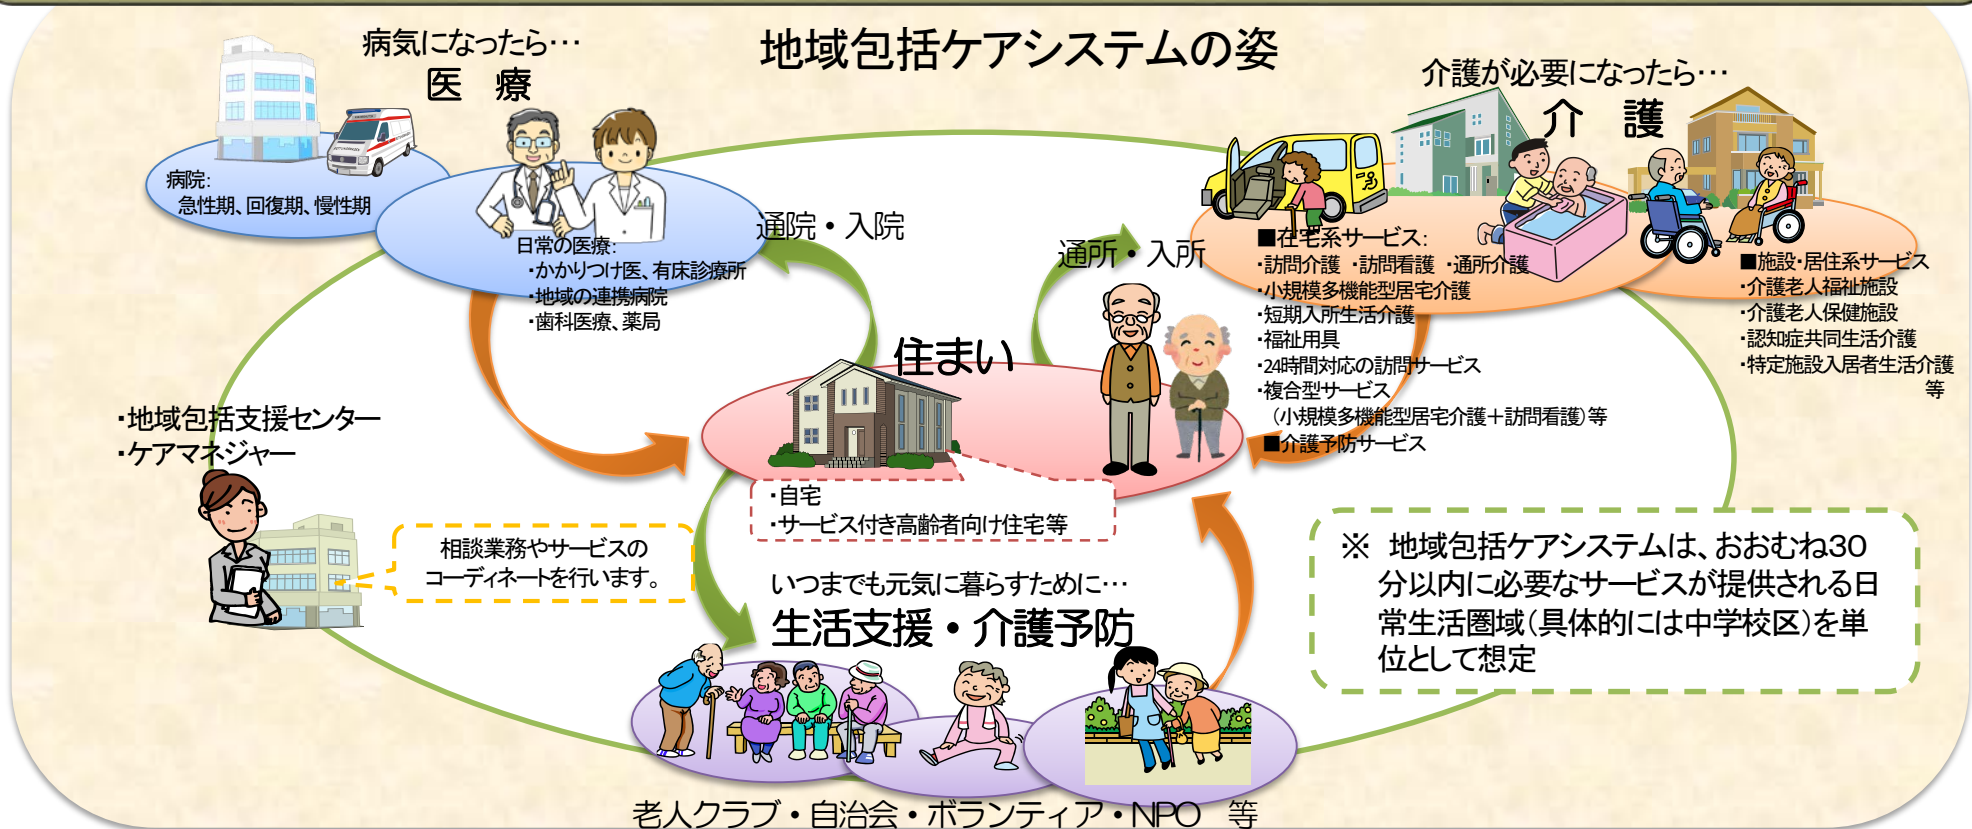 地域包括ケアシステムの姿
病気になったら…
医 療
病院:
急性期、回復期、慢性期
日常の医療:
・かかりつけ医、有床診療所
・地域の連携病院
・歯科医療、薬局
通院・入院
介護が必要になったら…
介 護
通所・入所
■在宅系サービス:
・訪問介護 ・訪問看護 ・通所介護
・小規模多機能型居宅介護
・短期入所生活介護
・福祉用具
・24時間対応の訪問サービス
・複合型サービス
(小規模多機能型居宅介護+訪問看護)等
■介護予防サービス
■施設・居住系サービス
・介護老人福祉施設
・介護老人保健施設
・認知症共同生活介護
・特定施設入居者生活介護
等
住まい
・自宅
・サービス付き高齢者向け住宅等
・地域包括支援センター
・ケアマネジャー
相談業務やサービスの
コーディネートを行います。
いつまでも元気に暮らすために…
生活支援・介護予防
老人クラブ・自治会・ボランティア・NPO 等
※ 地域包括ケアシステムは、おおむね30
分以内に必要なサービスが提供される日
常生活圏域(具体的には中学校区)を単
位として想定